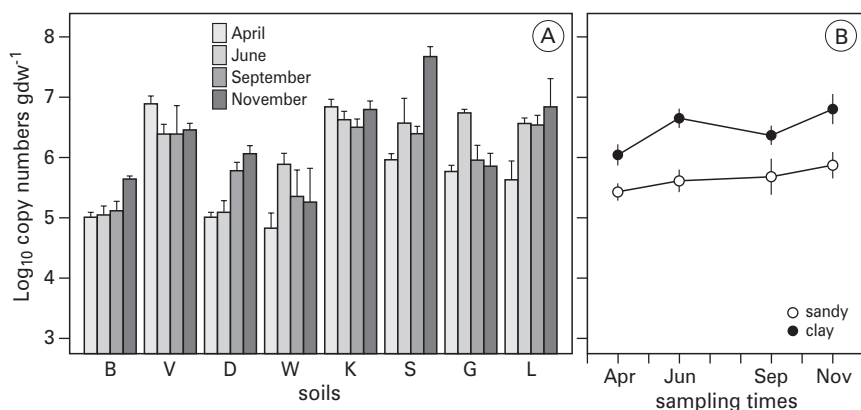 A
B
April
June
September
November
Log10 copy numbers gdw-1
8
7
6
5
4
3
B V D W K S G L
soils
sandy
clay
Apr Jun Sep Nov
sampling times